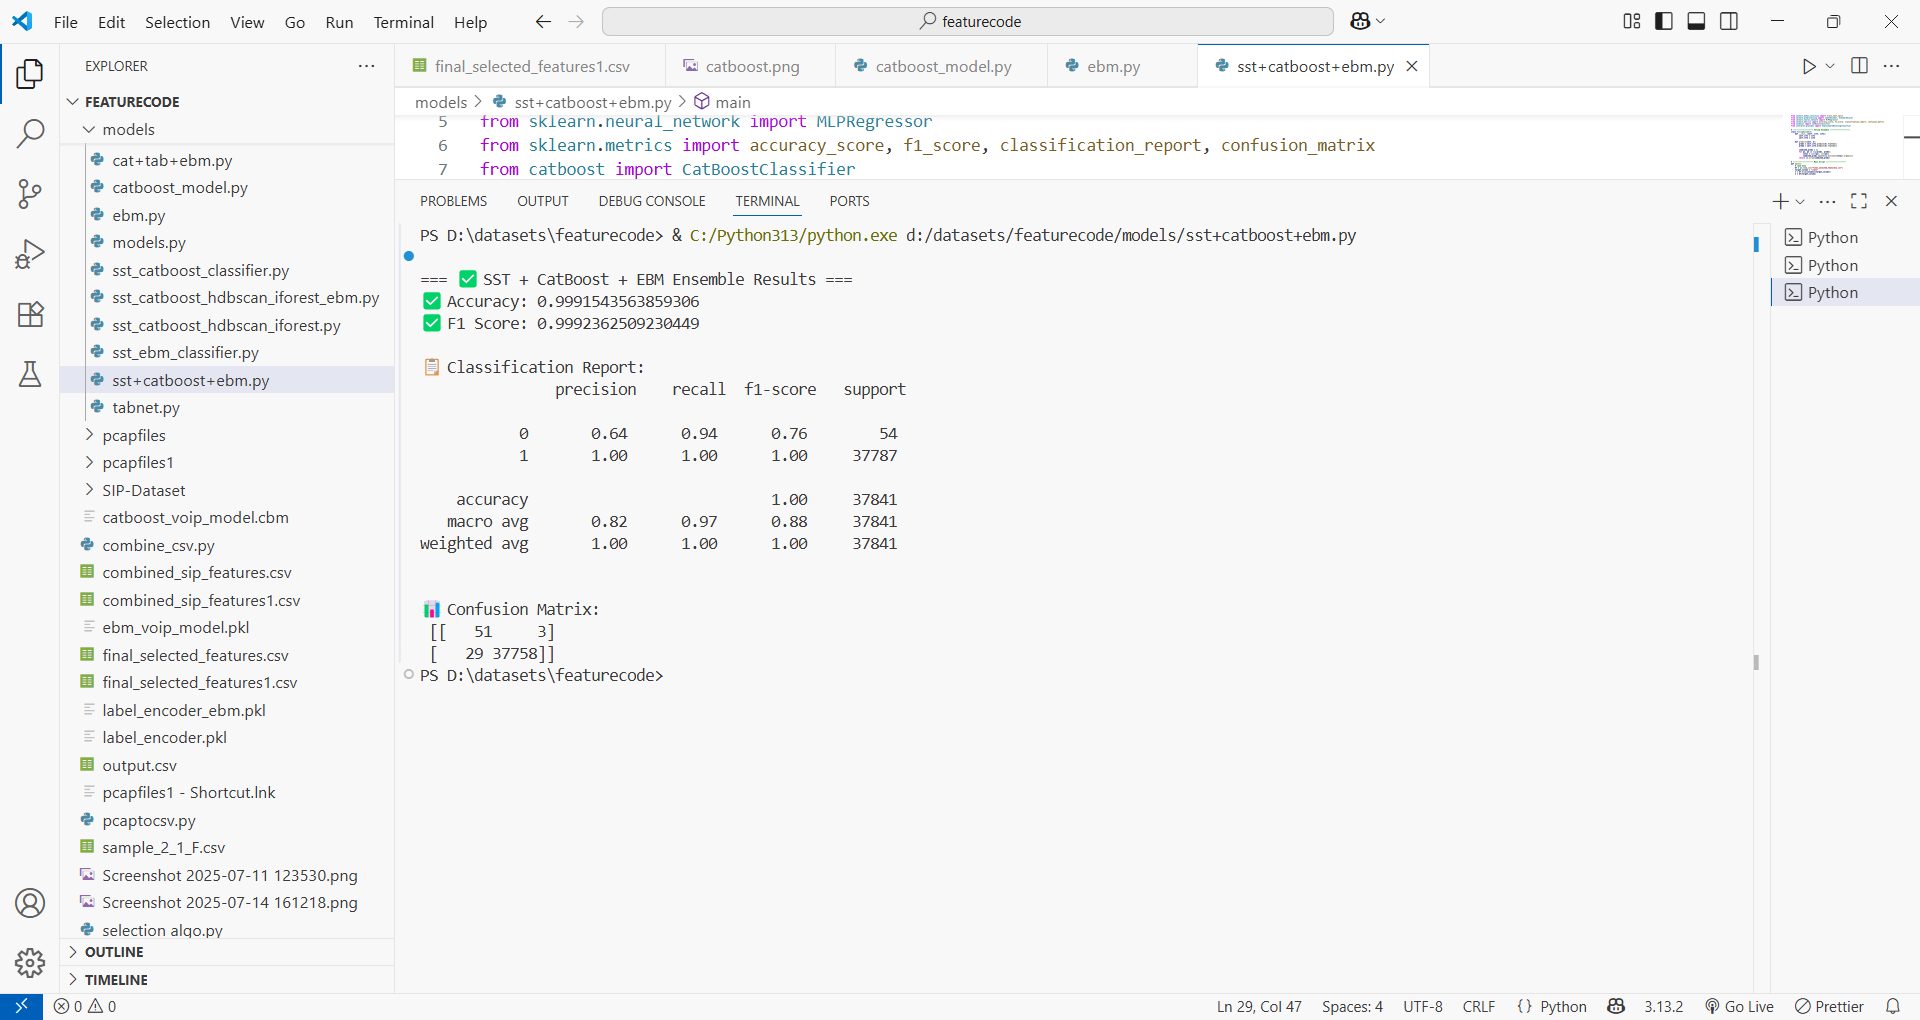 File Edit Selection View Go Run Terminal Help
featurecode
EXPLORER
FEATURECODE
models
cat+tab+ebm.py
catboost_model.py
ebm.py
models.py
sst_catboost_classifier.py
sst_catboost_hdbscan_iforest_ebm.py
sst_catboost_hdbscan_iforest.py
sst_ebm_classifier.py
sst+catboost+ebm.py
tabnet.py
pcapfiles
pcapfiles1
SIP-Dataset
catboost_voip_model.cbm
combine_csv.py
combined_sip_features.csv
combined_sip_features1.csv
ebm_voip_model.pkl
final_selected_features.csv
final_selected_features1.csv
label_encoder_ebm.pkl
label_encoder.pkl
output.csv
pcapfiles1 - Shortcut.lnk
pcaptocsv.py
sample_2_1_F.csv
Screenshot 2025-07-11 123530.png
Screenshot 2025-07-14 161218.png
selection algo.py
OUTLINE
TIMELINE
final_selected_features1.csv catboost.png catboost_model.py ebm.py sst+catboost+ebm.py
models > sst+catboost+ebm.py > main
5 from sklearn.neural_network import MLPRegressor
6 from sklearn.metrics import accuracy_score, f1_score, classification_report, confusion_matrix
7 from catboost import CatBoostClassifier
PROBLEMS OUTPUT DEBUG CONSOLE TERMINAL PORTS
PS D:\datasets\featurecode> & C:/Python313/python.exe d:/datasets/featurecode/models/sst+catboost+ebm.py
=== ✅ SST + CatBoost + EBM Ensemble Results ===
✅ Accuracy: 0.9991543563859306
✅ F1 Score: 0.9992362509230449
📋 Classification Report:
precision recall f1-score support
0 0.64 0.94 0.76 54
1 1.00 1.00 1.00 37787
accuracy 1.00 37841
macro avg 0.82 0.97 0.88 37841
weighted avg 1.00 1.00 1.00 37841
📊 Confusion Matrix:
[[ 51 3]
[ 29 37758]]
PS D:\datasets\featurecode>
Python
Python
Python
0 0 Ln 29, Col 47 Spaces: 4 UTF-8 CRLF {} Python 3.13.2 Go Live Prettier